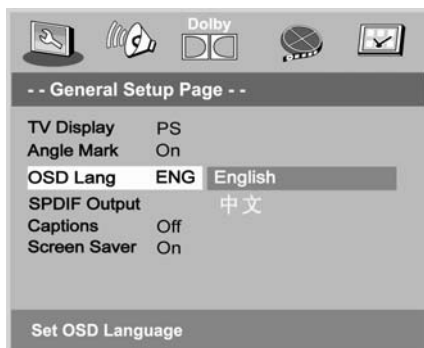 Dolby
- - General Setup Page - -
TV Display PS
Angle Mark On
OSD Lang ENG English
SPDIF Output 中文
Captions Off
Screen Saver On
Set OSD Language